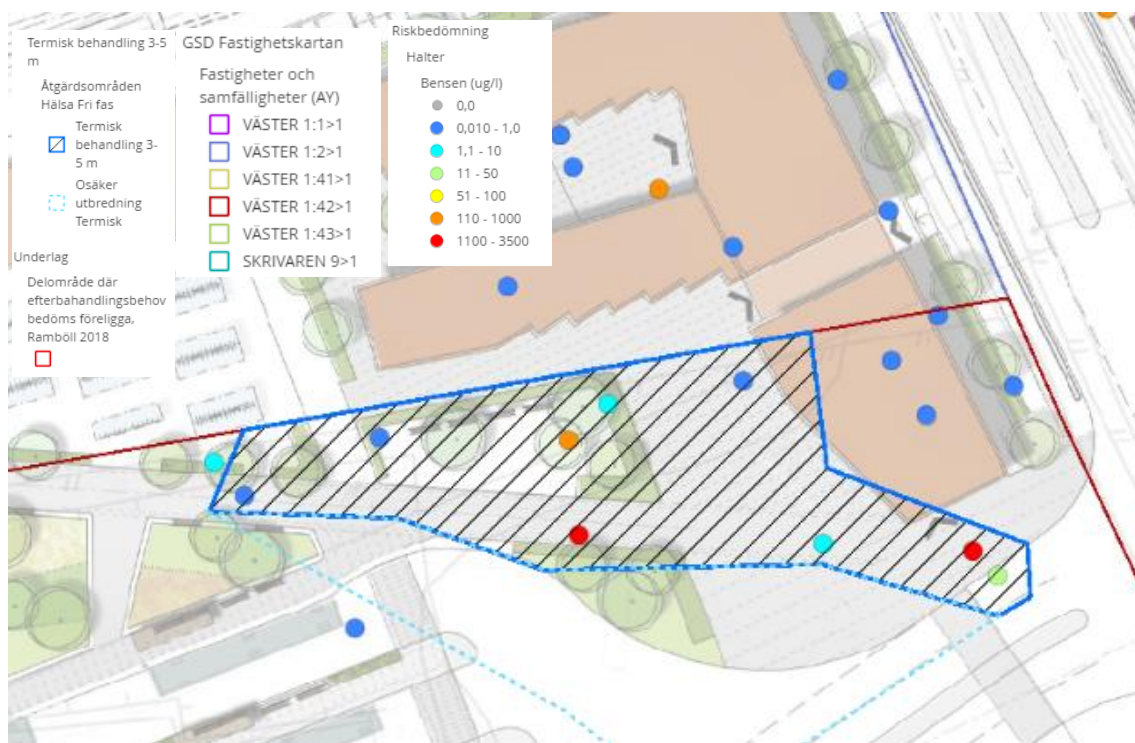 Termisk behandling 3-5
m
Åtgärdsområden
Hälsa Fri fas
Termisk
behandling 3-
5 m
Osäker
utbredning
Termisk
Underlag
Delområde där
efterbehandlingsbehov
bedöms föreligga,
Ramböll 2018
GSD Fastighetskartan
Fastigheter och
samfälligheter (AY)
VÄSTER 1:1>1
VÄSTER 1:2>1
VÄSTER 1:41>1
VÄSTER 1:42>1
VÄSTER 1:43>1
SKRIVAREN 9>1
Riskbedömning
Halter
Bensen (ug/l)
0,0
0,010 - 1,0
1,1 - 10
11 - 50
51 - 100
110 - 1000
1100 - 3500